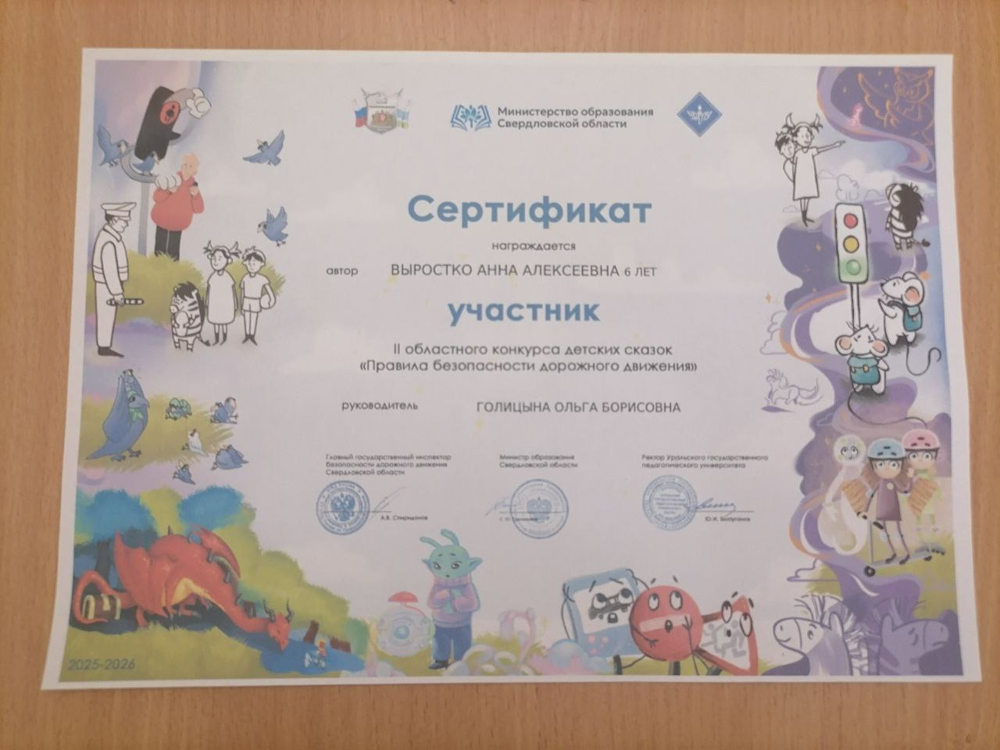 Министерство образования
Свердловской области
Сертификат
награждается
автор ВЫРОСТКО АННА АЛЕКСЕЕВНА 6 ЛЕТ
участник
II областного конкурса детских сказок
«Правила безопасности дорожного движения»
руководитель ГОЛИЦЫНА ОЛЬГА БОРИСОВНА
Главный государственный инспектор
безопасности дорожного движения
Свердловской области
А.В. Спиридонов
Министр образования
Свердловской области
Ректор Уральского государственного
педагогического университета
2025-2026